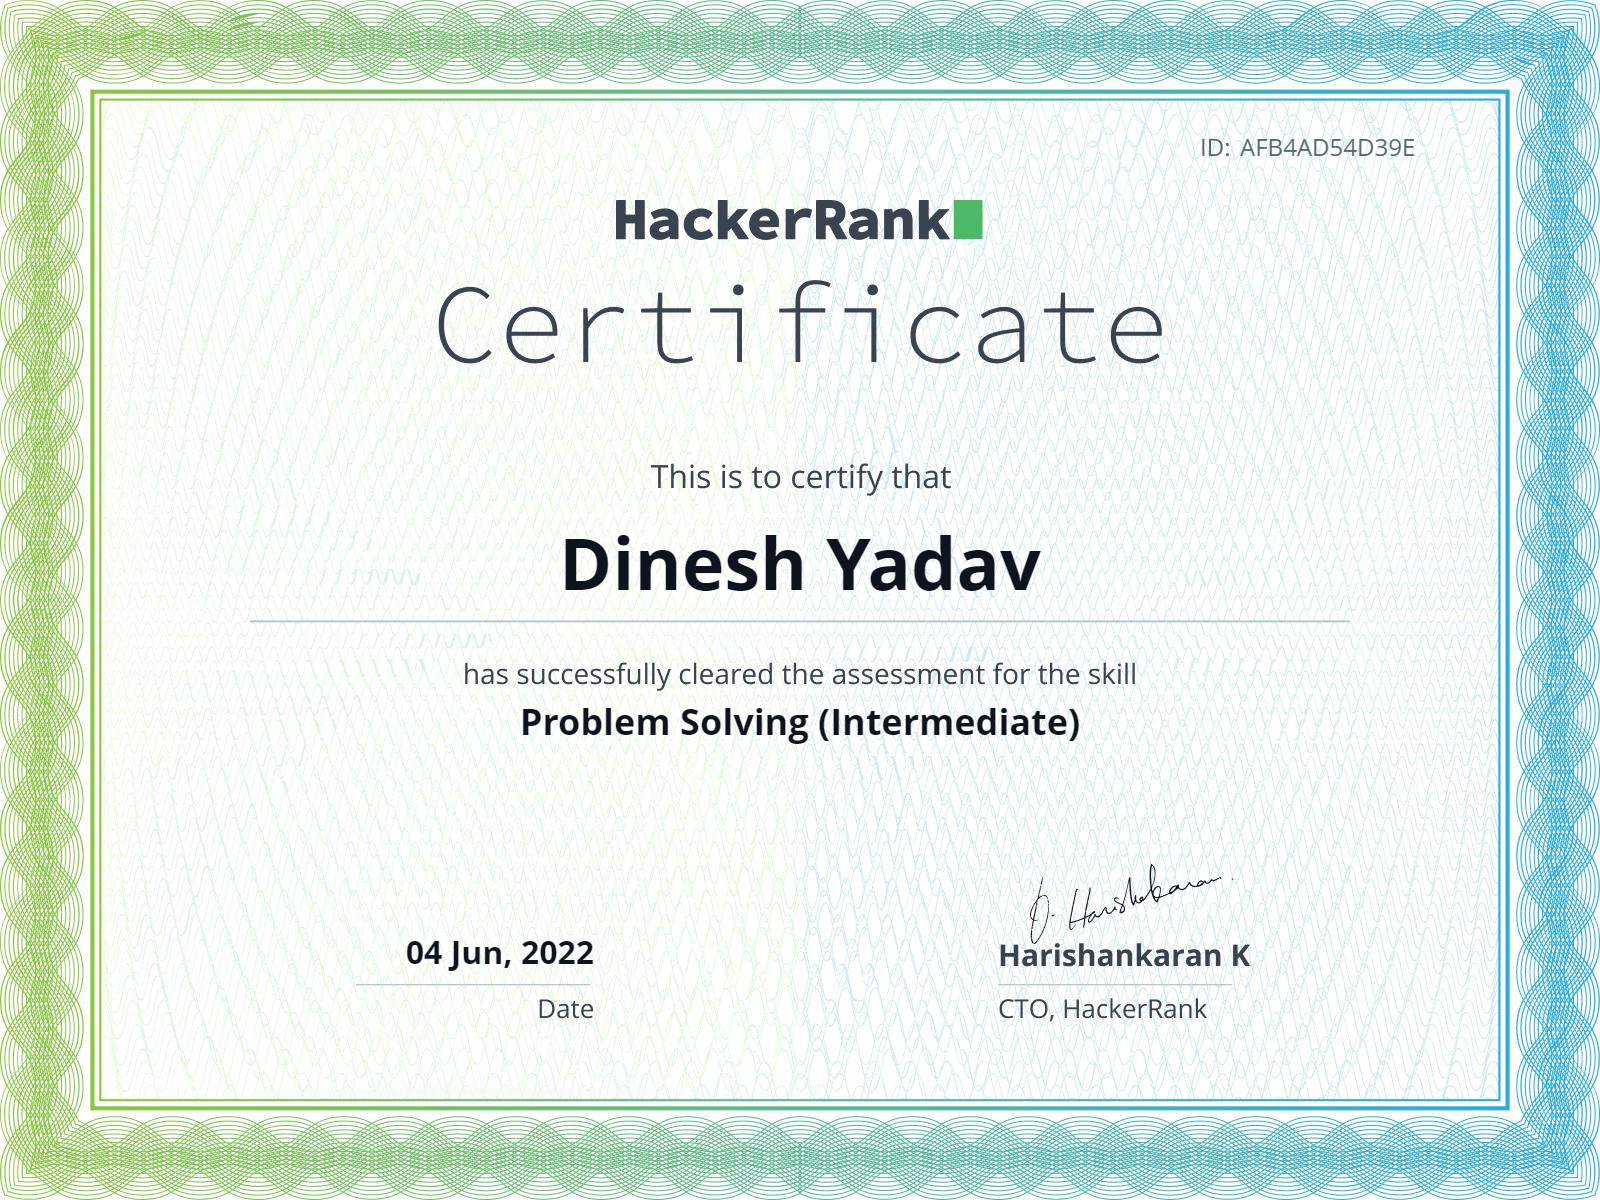 ID: AFB4AD54D39E
HackerRank
Certificate
This is to certify that
Dinesh Yadav
has successfully cleared the assessment for the skill
Problem Solving (Intermediate)
04 Jun, 2022
Date
Harishankaran K
CTO, HackerRank